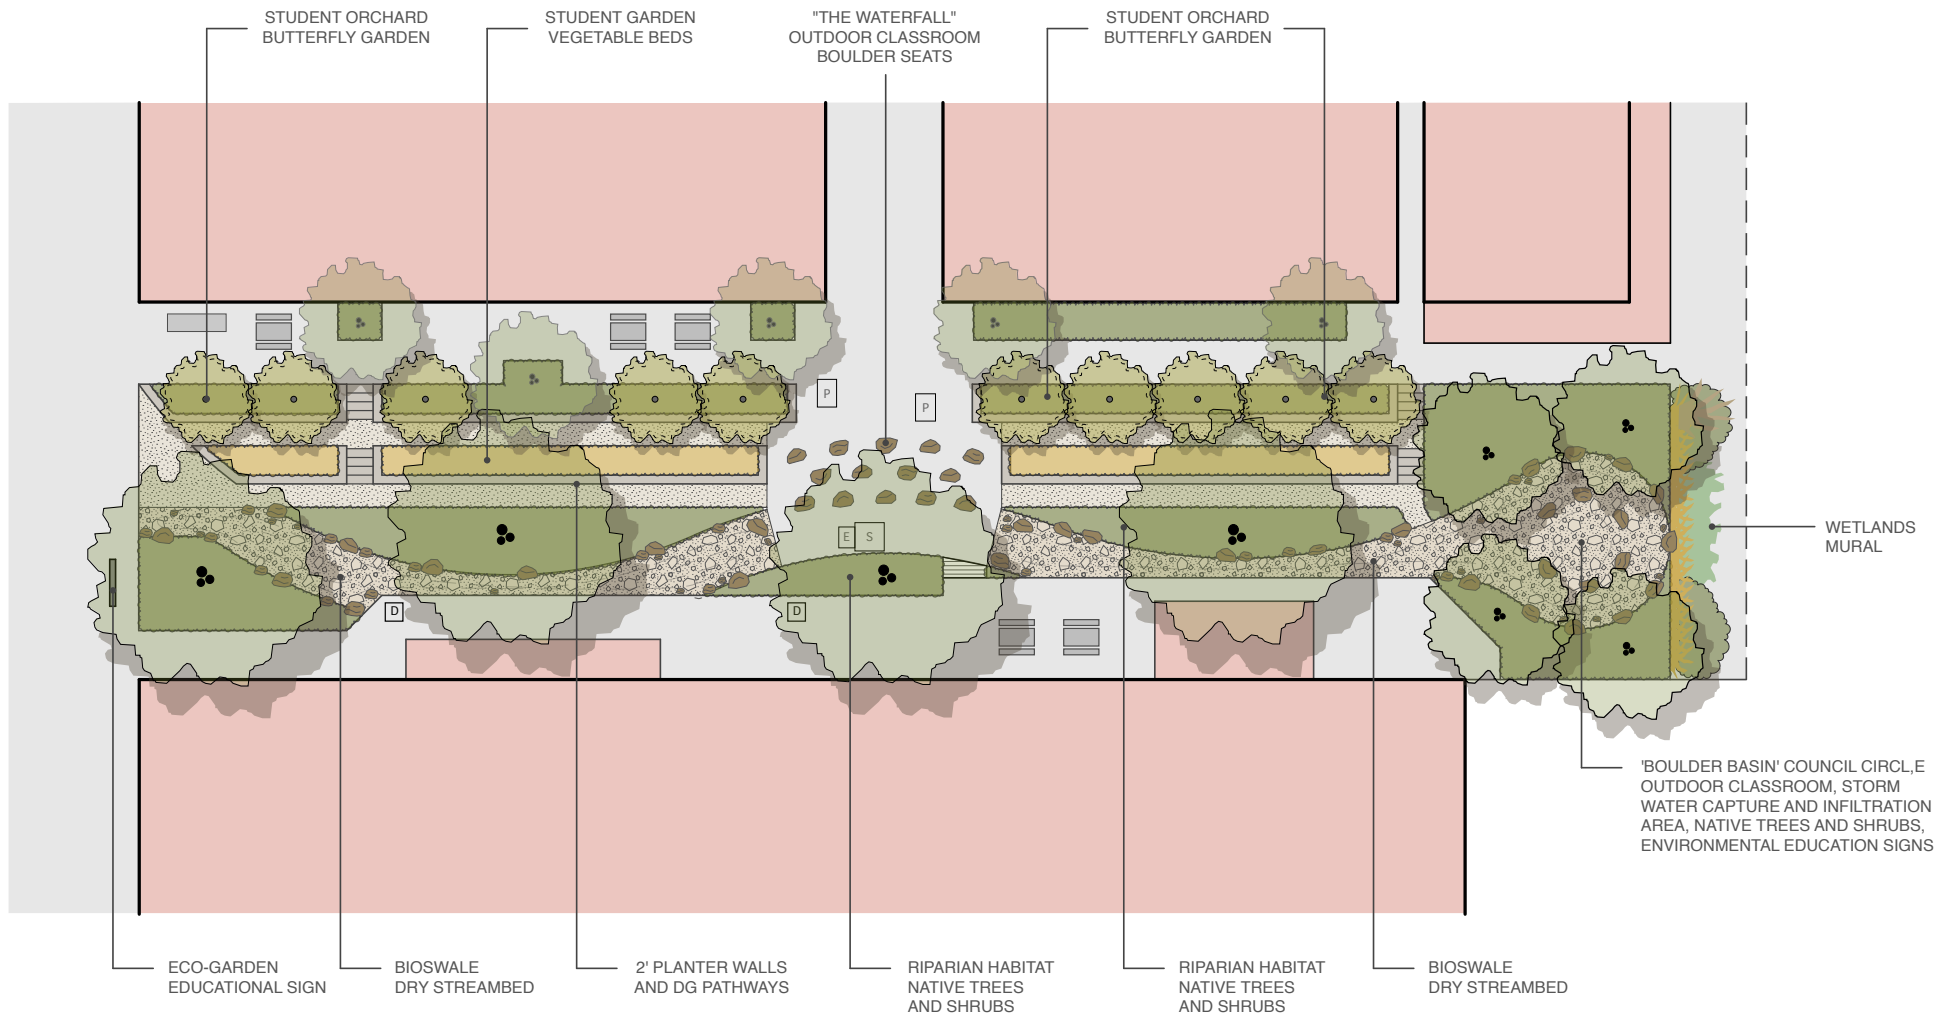 STUDENT ORCHARD
BUTTERFLY GARDEN
STUDENT GARDEN
VEGETABLE BEDS
"THE WATERFALL"
OUTDOOR CLASSROOM
BOULDER SEATS
STUDENT ORCHARD
BUTTERFLY GARDEN
P
P
E
S
D
D
WETLANDS
MURAL
'BOULDER BASIN' COUNCIL CIRCL,E
OUTDOOR CLASSROOM, STORM
WATER CAPTURE AND INFILTRATION
AREA, NATIVE TREES AND SHRUBS,
ENVIRONMENTAL EDUCATION SIGNS
ECO-GARDEN
EDUCATIONAL SIGN
BIOSWALE
DRY STREAMBED
2' PLANTER WALLS
AND DG PATHWAYS
RIPARIAN HABITAT
NATIVE TREES
AND SHRUBS
RIPARIAN HABITAT
NATIVE TREES
AND SHRUBS
BIOSWALE
DRY STREAMBED